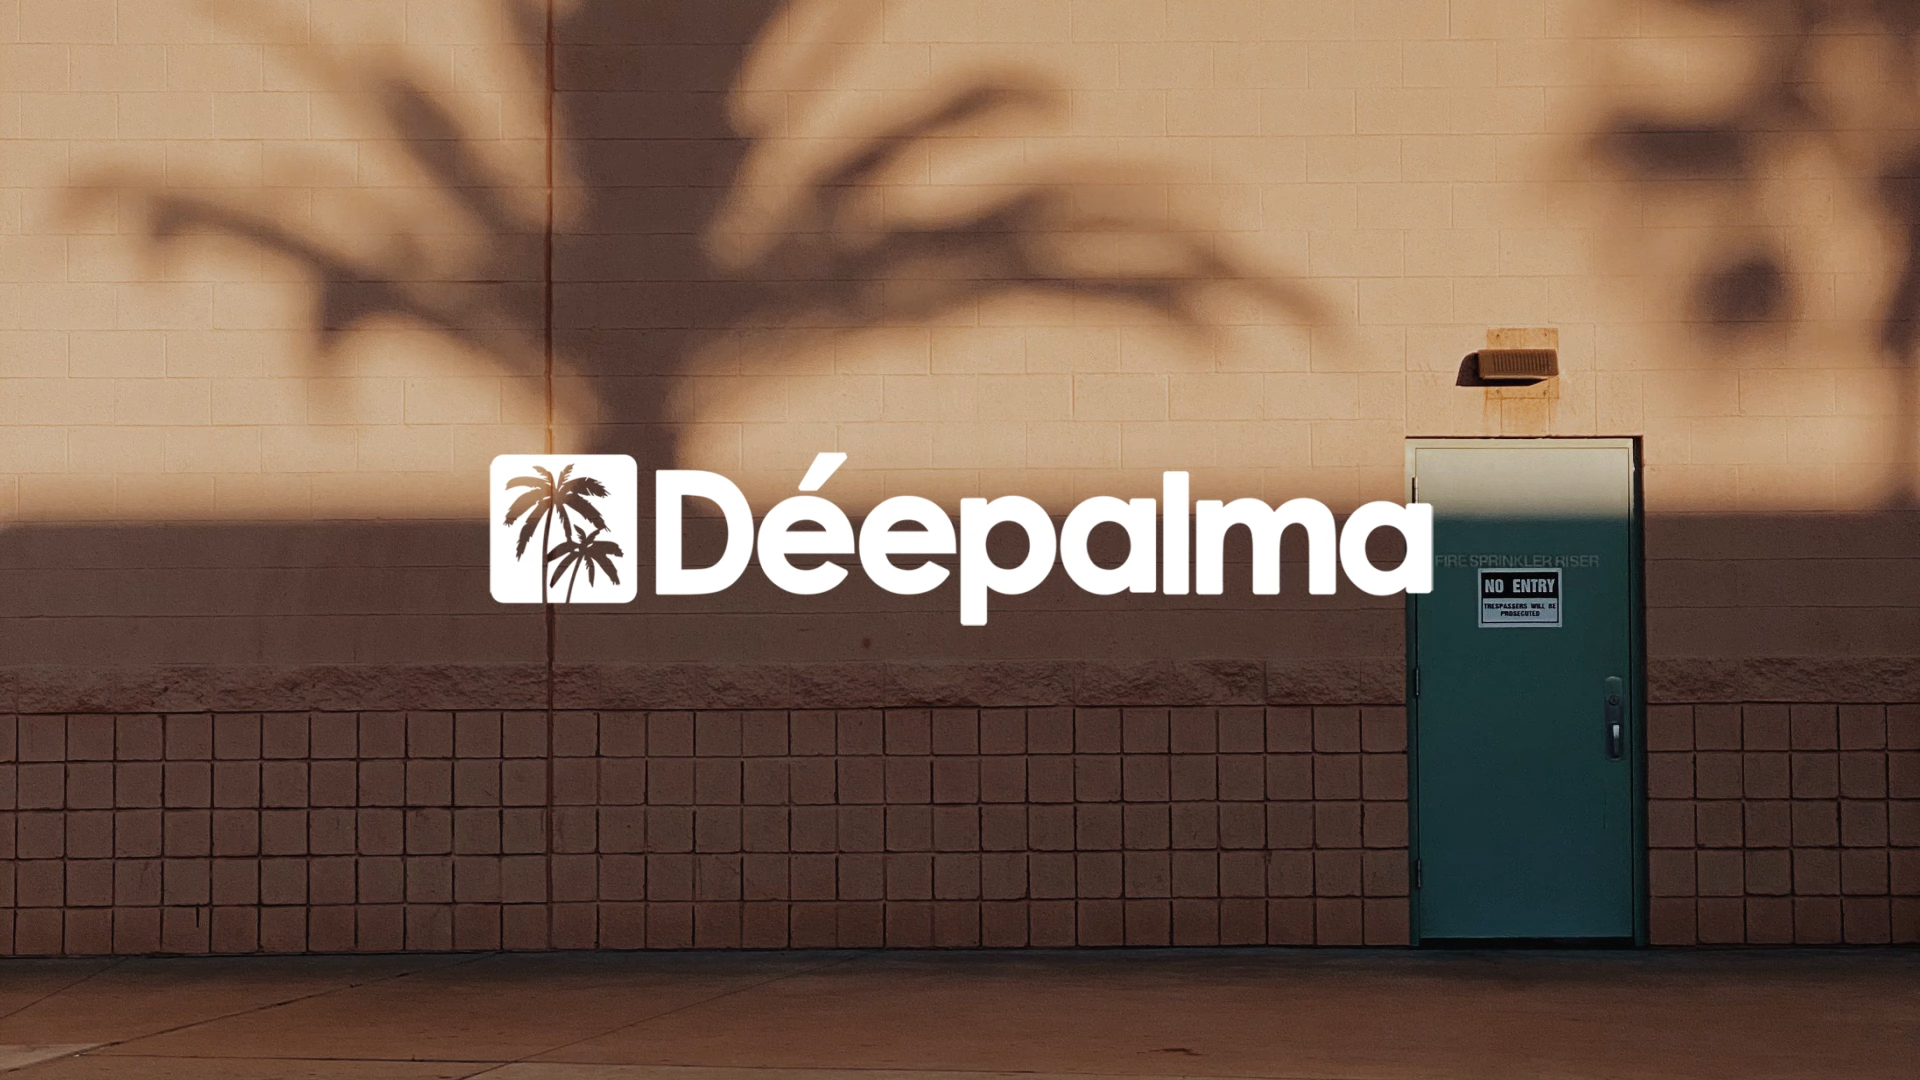 Déepalma
FIRE SPRINKLER RISER
NO ENTRY
TRESPASSERS WILL BE
PROSECUTED